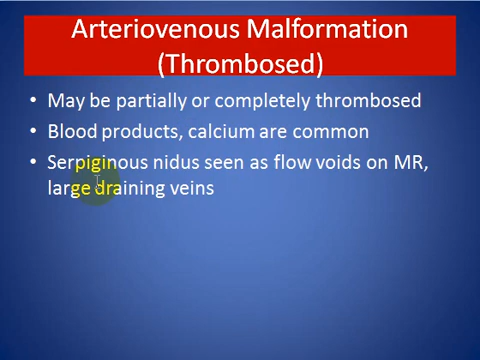 Arteriovenous Malformation
(Thrombosed)
• May be partially or completely thrombosed
• Blood products, calcium are common
• Serpiginous nidus seen as flow voids on MR,
large draining veins